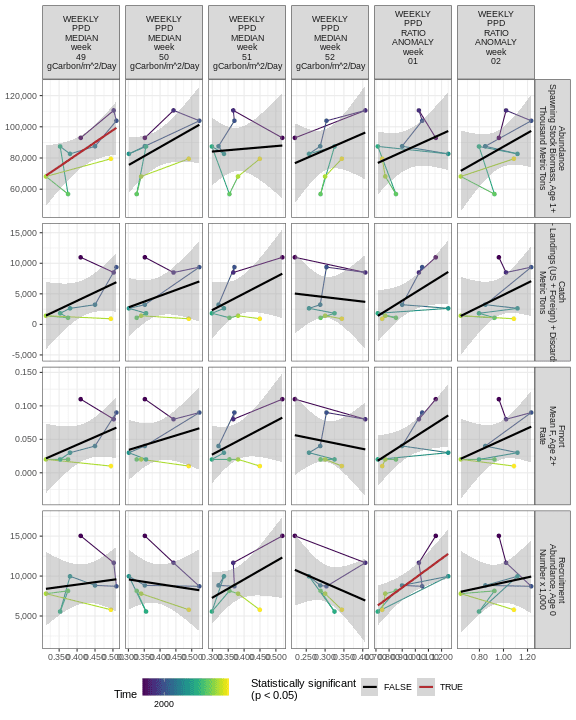 WEEKLY
PPD
MEDIAN
week
49
gCarbon/m^2/Day
WEEKLY
PPD
MEDIAN
week
50
gCarbon/m^2/Day
WEEKLY
PPD
MEDIAN
week
51
gCarbon/m^2/Day
WEEKLY
PPD
MEDIAN
week
52
gCarbon/m^2/Day
WEEKLY
PPD
RATIO
ANOMALY
week
01
WEEKLY
PPD
RATIO
ANOMALY
week
02
120,000
100,000
80,000
60,000
Abundance
Spawning Stock Biomass, Age 1+
Thousand Metric Tons
15,000
10,000
5,000
0
-5,000
Catch
- Landings (US + Foreign) + Discard
Metric Tons
0.150
0.100
0.050
0.000
Fmort
Mean F, Age 2+
Rate
15,000
10,000
5,000
Recruitment
Abundance, Age 0
Number x 1,000
0.80 1.00 1.20
Time
2000
Statistically significant
(p < 0.05)
FALSE
TRUE